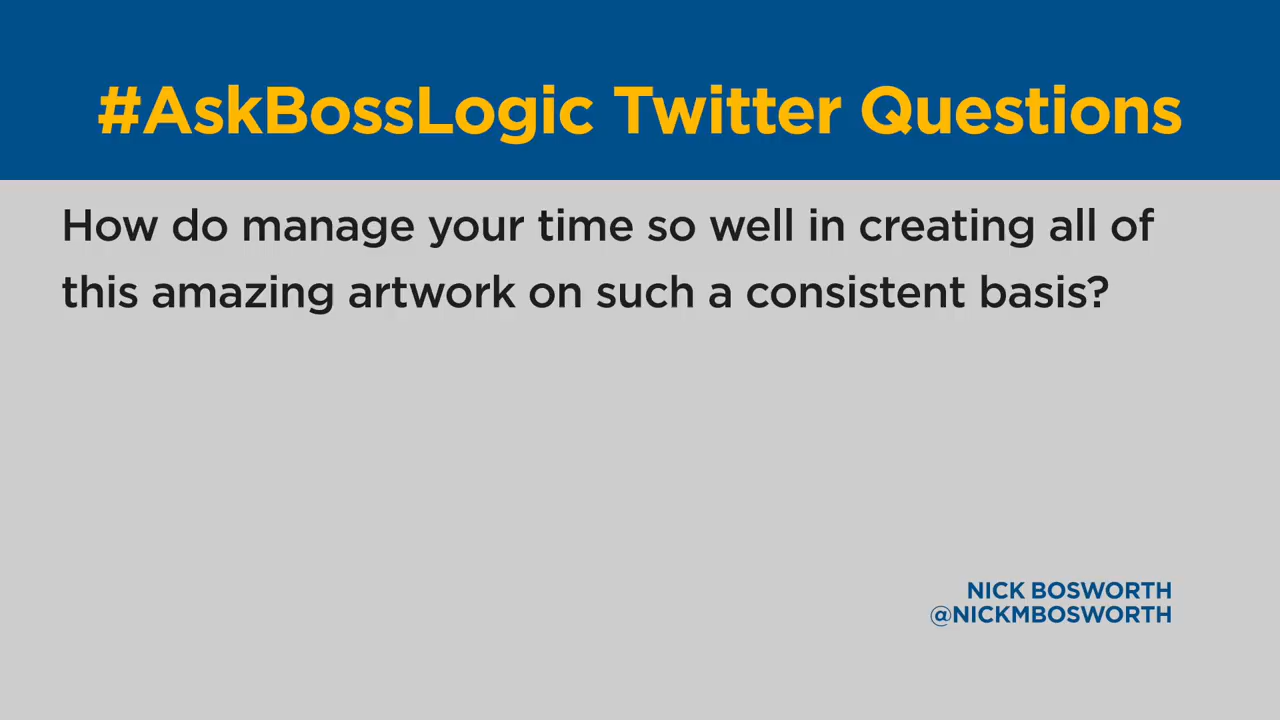 #AskBossLogic Twitter Questions
How do manage your time so well in creating all of
this amazing artwork on such a consistent basis?
NICK BOSWORTH
@NICKMBOSWORTH